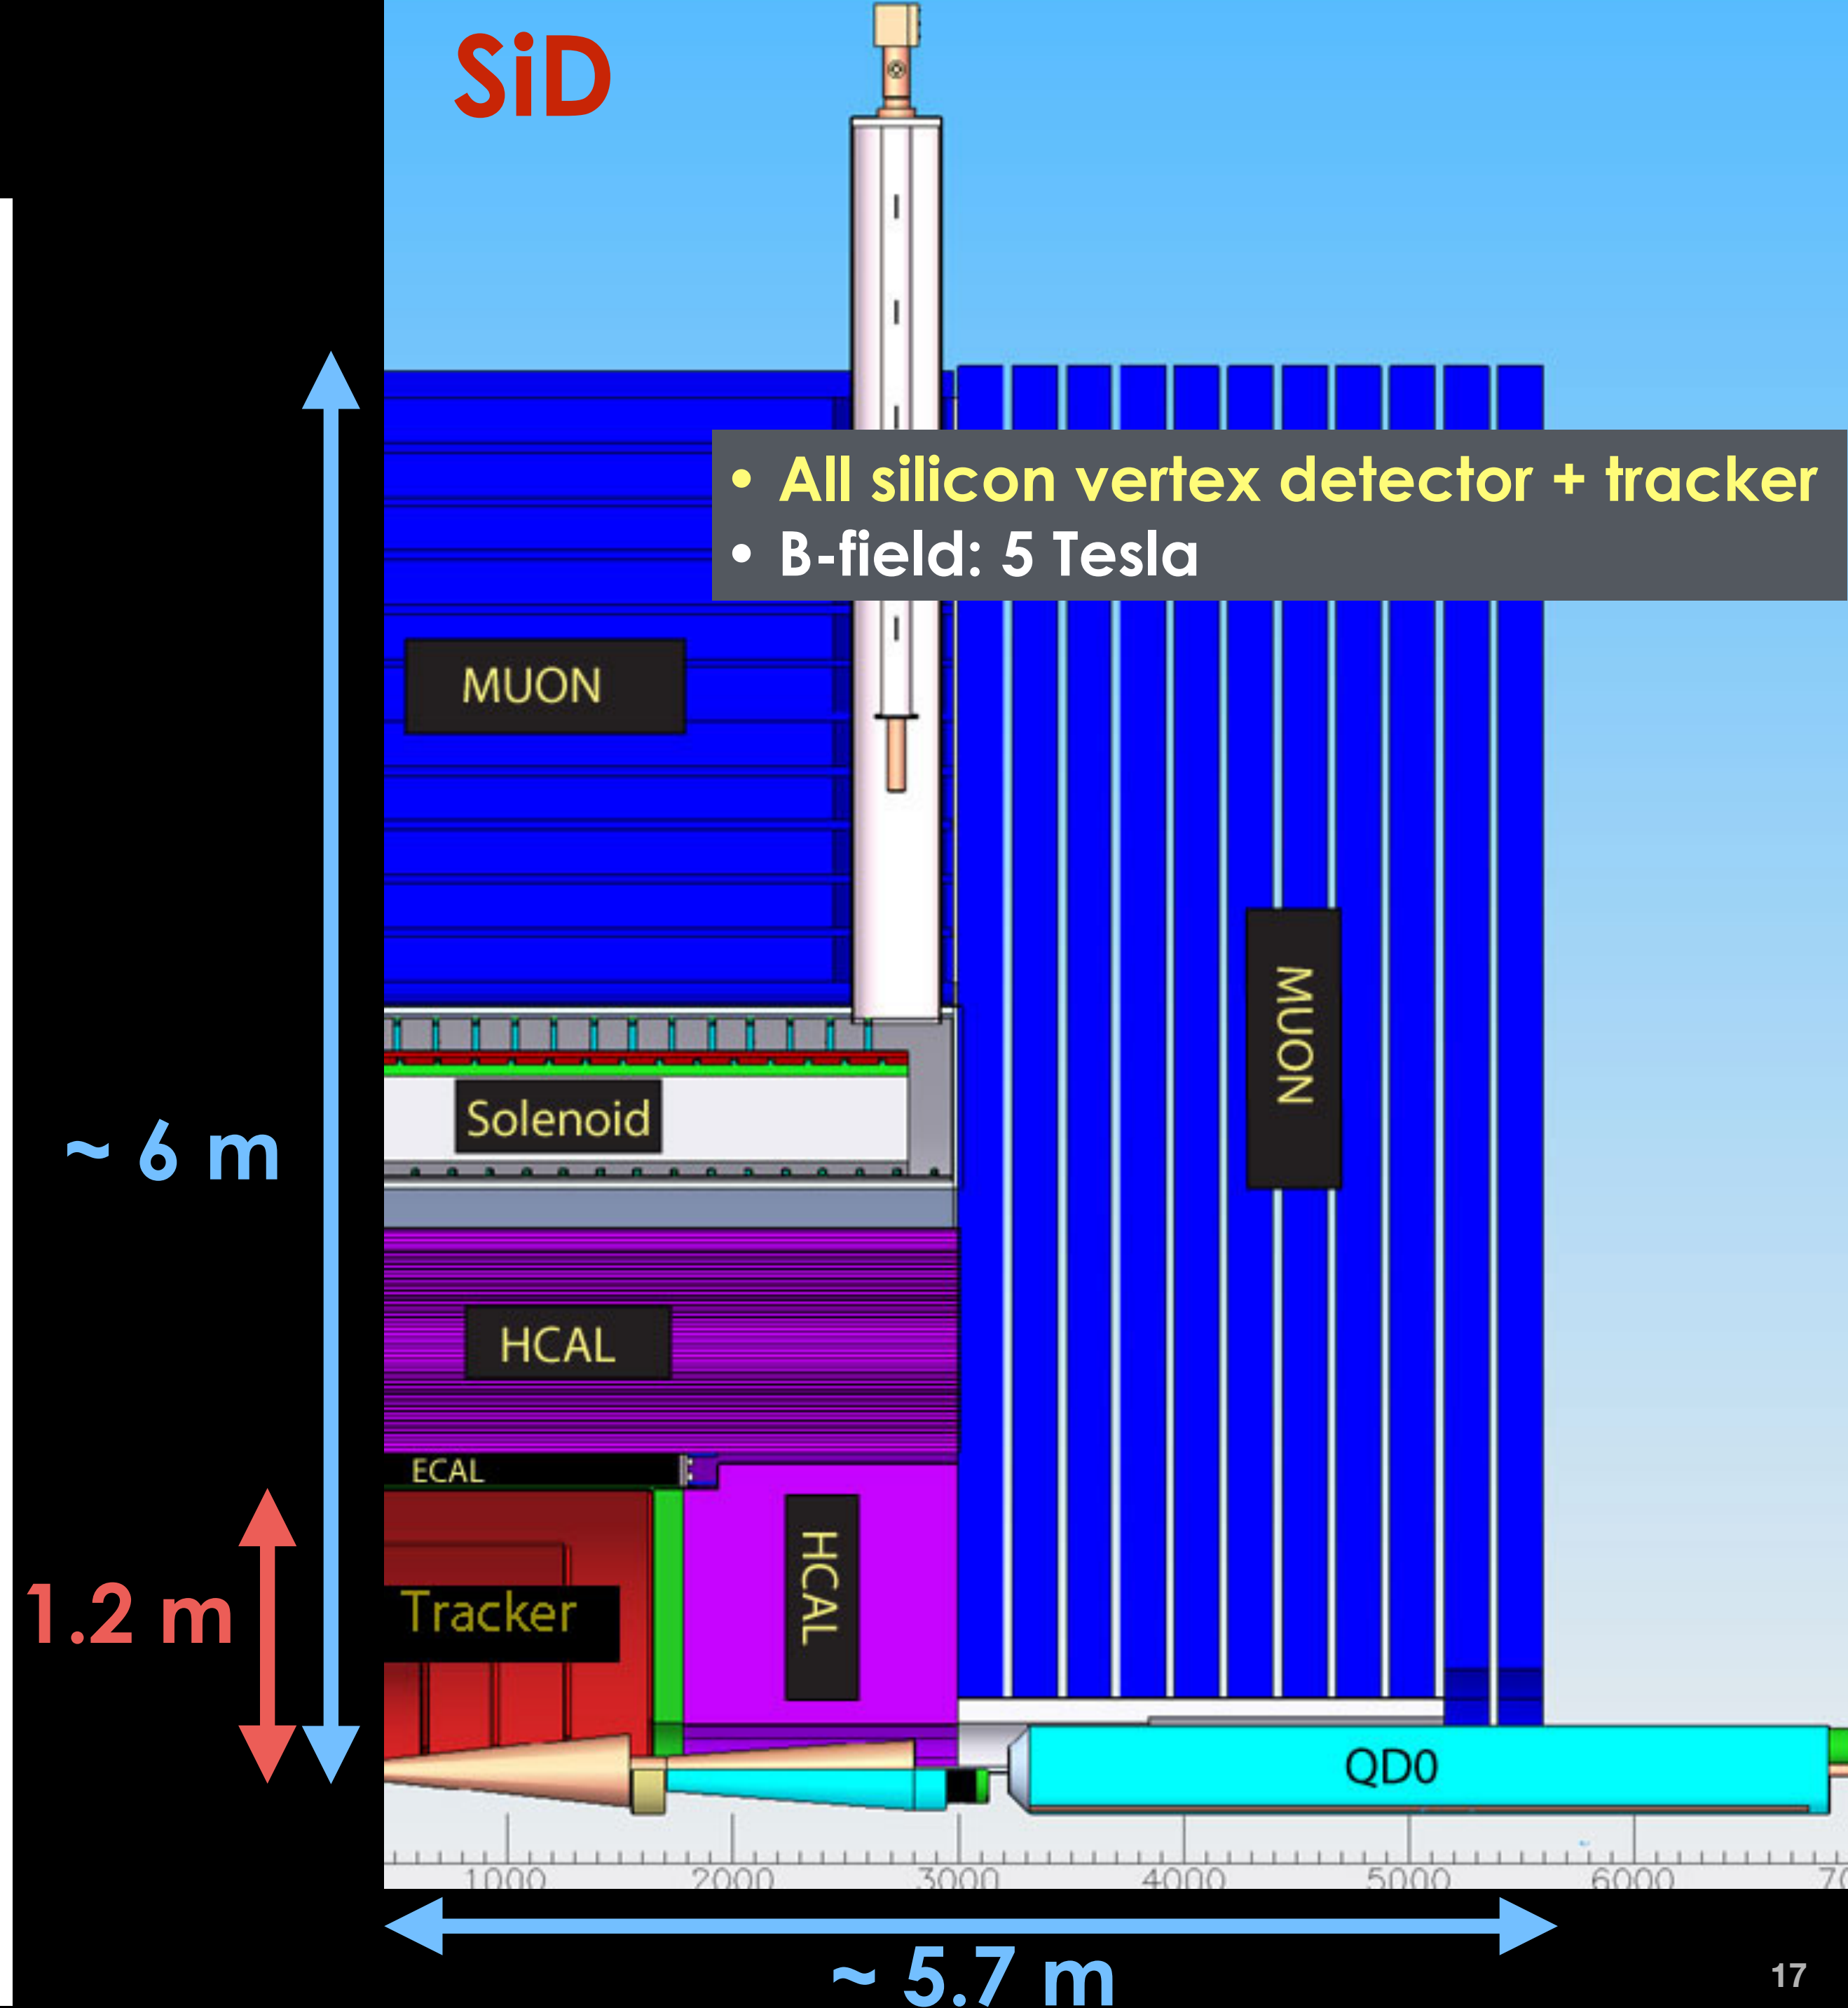 SiD
• All silicon vertex detector + tracker
• B-field: 5 Tesla
MUON
MUON
Solenoid
~ 6 m
HCAL
ECAL
HCAL
Tracker
1.2 m
QD0
1000 2000 3000 4000 5000 6000
~ 5.7 m
17